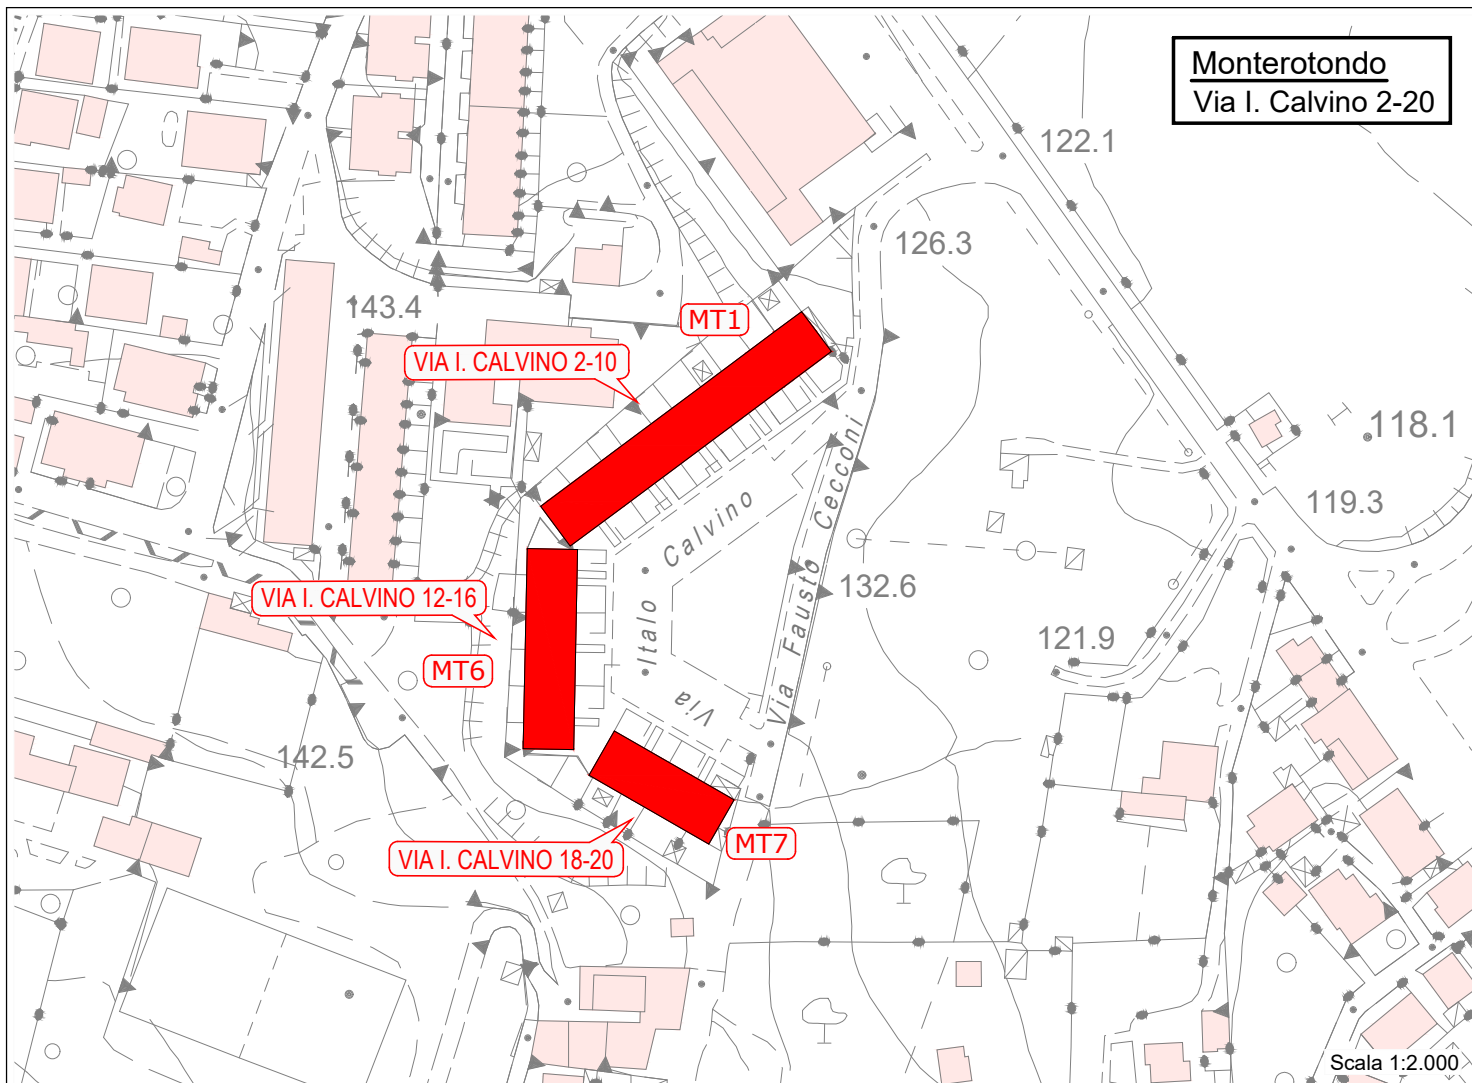 Monterotondo
Via I. Calvino 2-20
122.1
126.3
143.4
MT1
VIA I. CALVINO 2-10
118.1
119.3
Calvino
Via Fausto Cecconi
132.6
VIA I. CALVINO 12-16
Italo
121.9
MT6
Via
142.5
MT7
VIA I. CALVINO 18-20
Scala 1:2.000